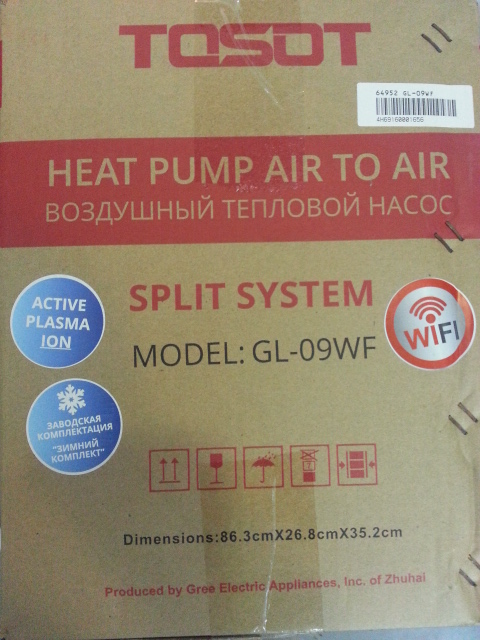 TOSOT
64952 GL-09WF
4H69160001656
HEAT PUMP AIR TO AIR
ВОЗДУШНЫЙ ТЕПЛОВОЙ НАСОС
ACTIVE
PLASMA
ION
SPLIT SYSTEM
MODEL: GL-09WF
WIFI
ЗАВОДСКАЯ
КОМПЛЕКТАЦИЯ
"ЗИМНИЙ
КОМПЛЕКТ"
Dimensions:86.3cmX26.8cmX35.2cm
Produced by Gree Electric Appliances, Inc. of Zhuhai